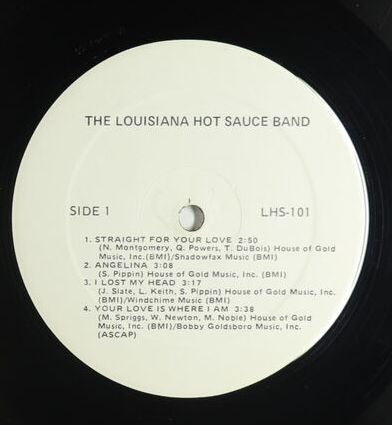 THE LOUISIANA HOT SAUCE BAND
SIDE 1
LHS-101
1. STRAIGHT FOR YOUR LOVE 2:50
(N. Montgomery, Q. Powers, T. DuBois) House of Gold
Music, Inc.(BMI)/Shadowfax Music (BMI)
2. ANGELINA 3:08
(S. Pippin) House of Gold Music, Inc. (BMI)
3. I LOST MY HEAD 3:17
(J. Slate, L. Keith, S. Pippin) House of Gold Music, Inc.
(BMI)/Windchime Music (BMI)
4. YOUR LOVE IS WHERE I AM 3:38
(M. Spriggs, W. Newton, M. Noble) House of Gold
Music, Inc. (BMI)/Bobby Goldsboro Music, Inc.
(ASCAP)